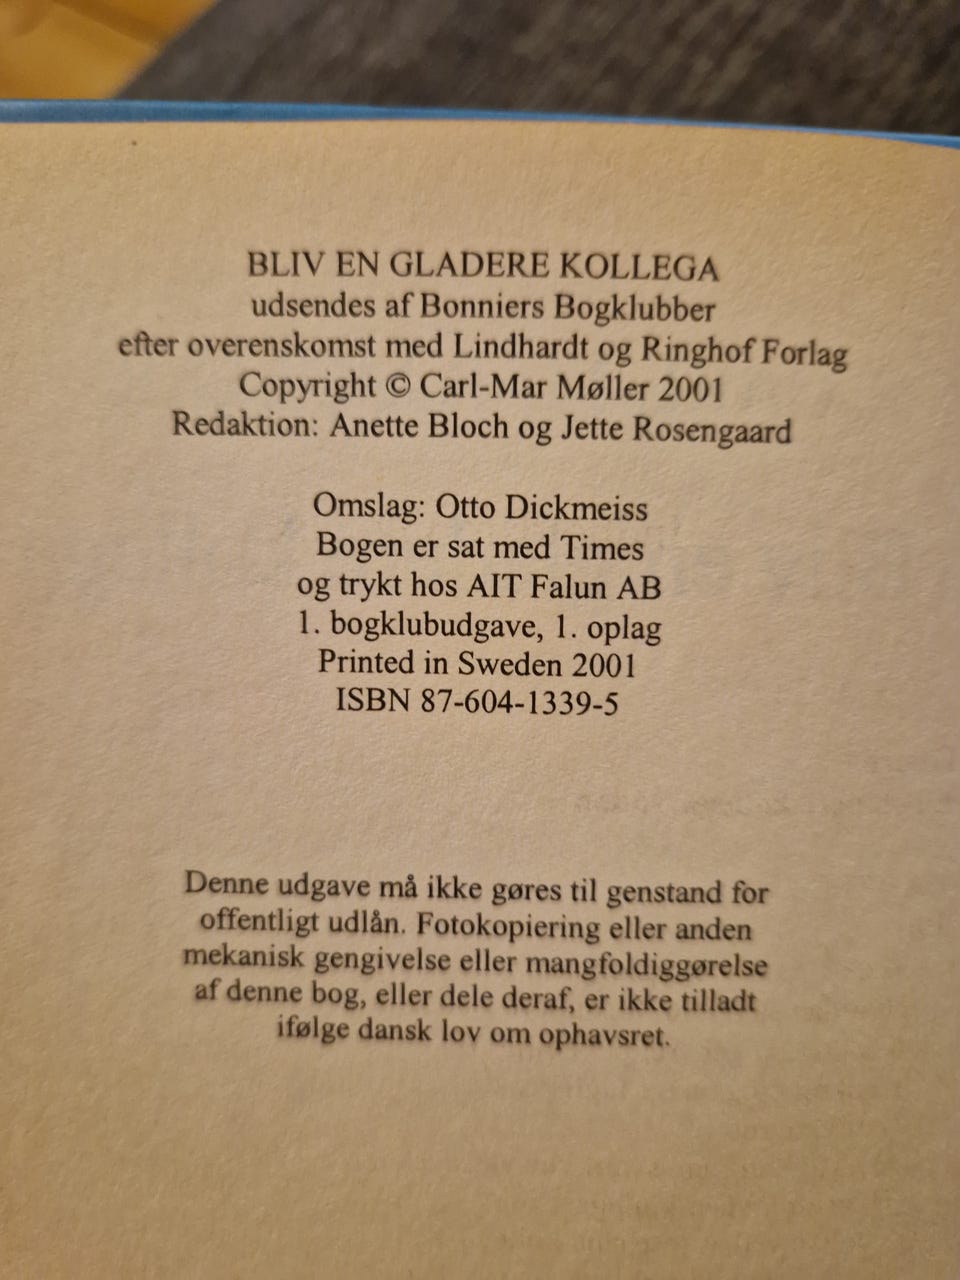 BLIV EN GLADERE KOLLEGA
udsendes af Bonniers Bogklubber
efter overenskomst med Lindhardt og Ringhof Forlag
Copyright © Carl-Mar Møller 2001
Redaktion: Anette Bloch og Jette Rosengaard
Omslag: Otto Dickmeiss
Bogen er sat med Times
og trykt hos AIT Falun AB
1. bogklubudgave, 1. oplag
Printed in Sweden 2001
ISBN 87-604-1339-5
Denne udgave må ikke gøres til genstand for
offentligt udlån. Fotokopiering eller anden
mekanisk gengivelse eller mangfoldiggørelse
af denne bog, eller dele deraf, er ikke tilladt
ifølge dansk lov om ophavsret.